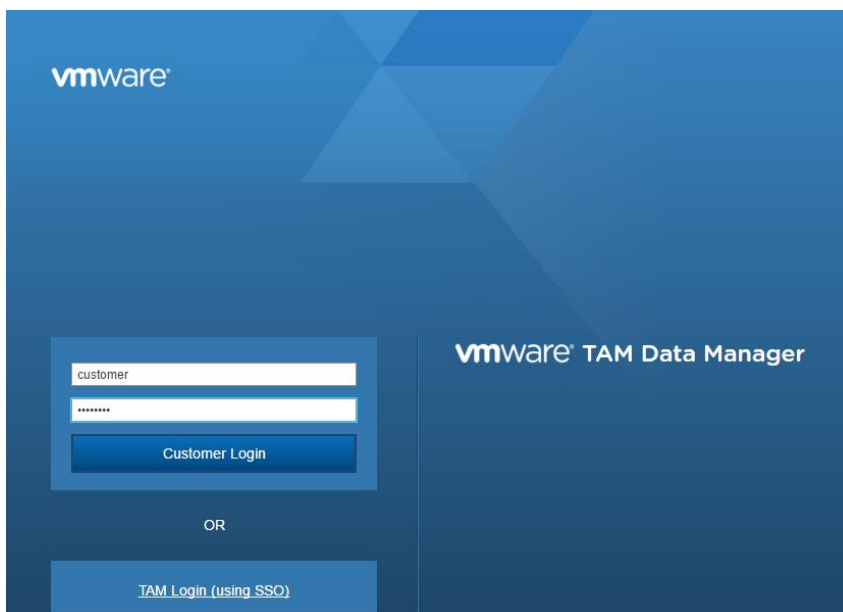 vmware®
customer
••••••••
Customer Login
OR
TAM Login (using SSO)
vmware® TAM Data Manager